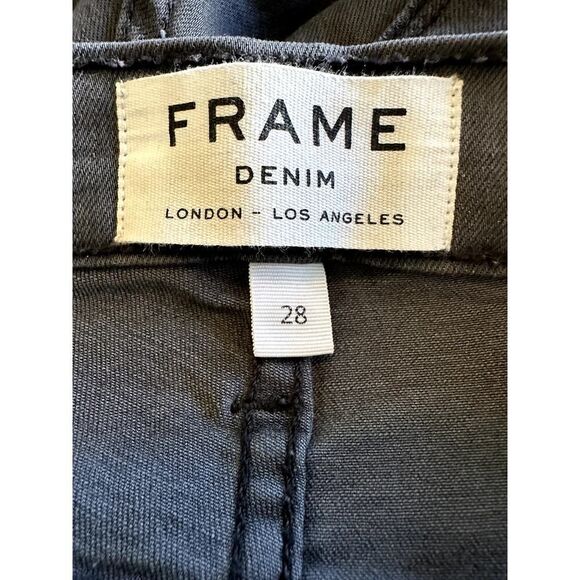 FRAME
DENIM
LONDON - LOS ANGELES
28